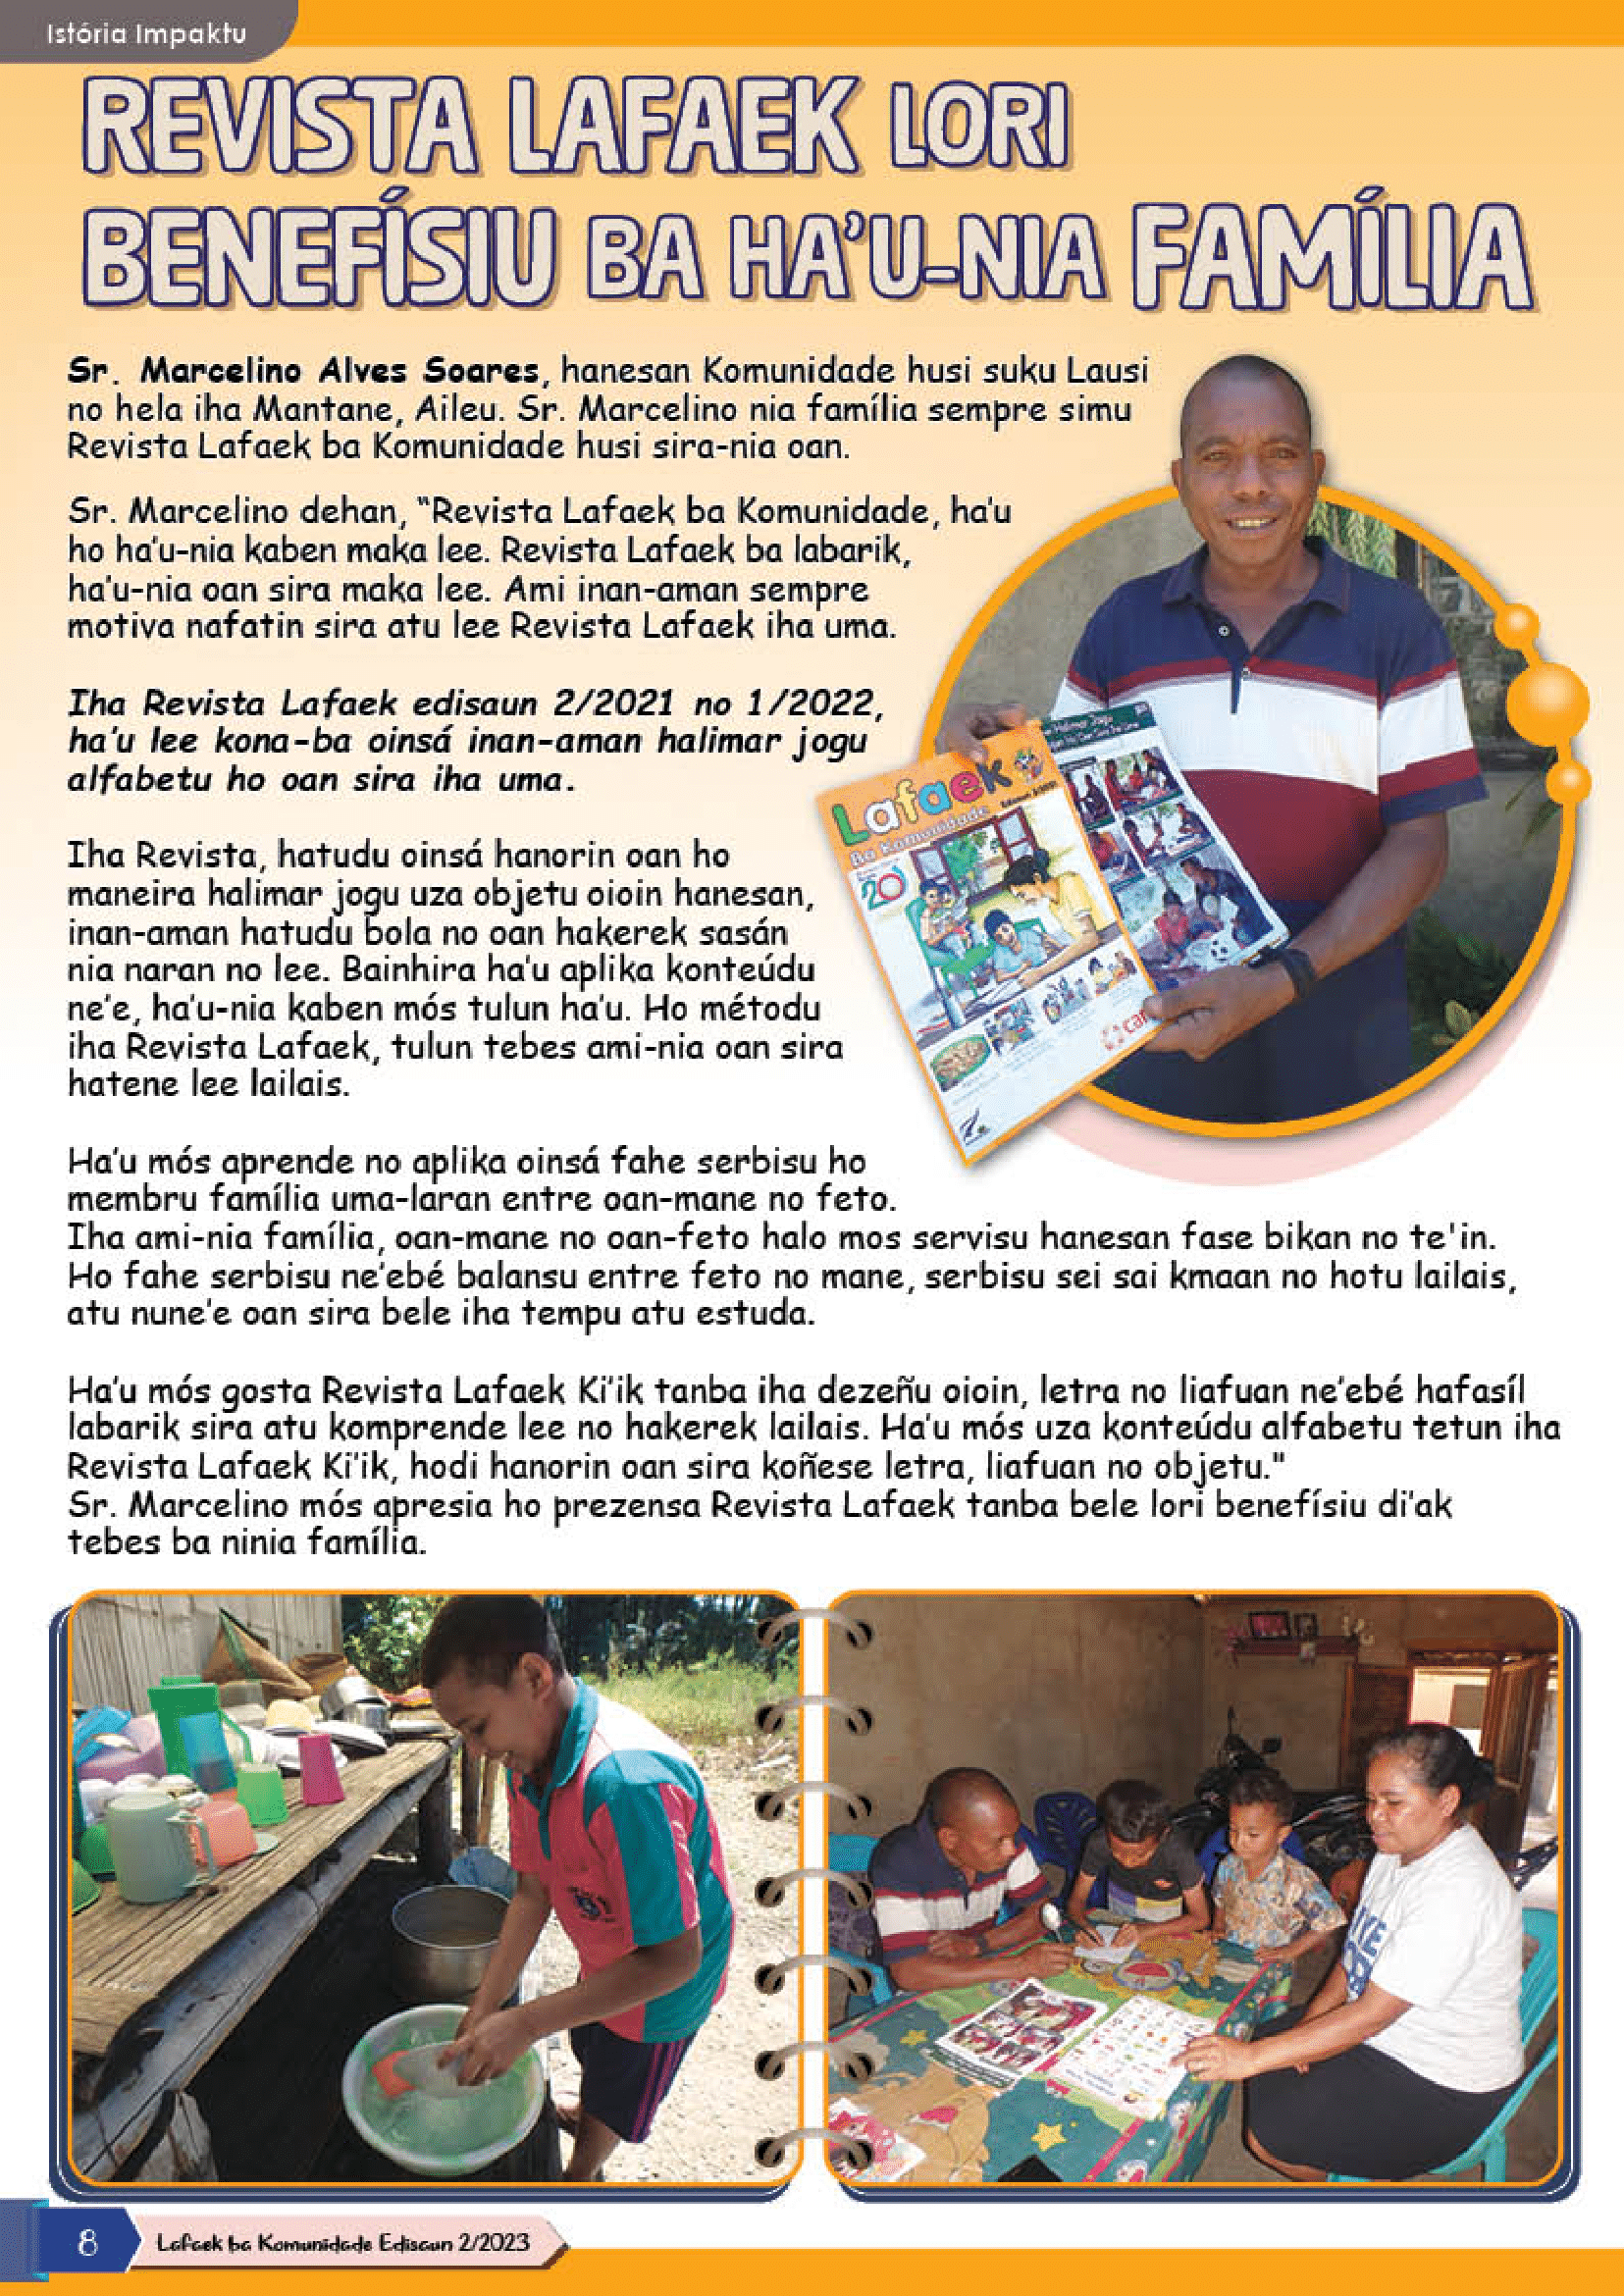 Istória Impaktu
REVISTA LAFAEK LORI
BENEFÍSIU BA HA'U-NIA FAMÍLIA
Sr. Marcelino Alves Soares, hanesan Komunidade husi suku Lausi
no hela iha Mantane, Aileu. Sr. Marcelino nia família sempre simu
Revista Lafaek ba Komunidade husi sira-nia oan.
Sr. Marcelino dehan, “Revista Lafaek ba Komunidade, ha’u
ho ha’u-nia kaben maka lee. Revista Lafaek ba labarik,
ha’u-nia oan sira maka lee. Ami inan-aman sempre
motiva nafatin sira atu lee Revista Lafaek iha uma.
Iha Revista Lafaek edisaun 2/2021 no 1/2022,
ha’u lee kona-ba oinsá inan-aman halimar jogu
alfabetu ho oan sira iha uma.
Iha Revista, hatudu oinsá hanorin oan ho
maneira halimar jogu uza objetu oioin hanesan,
inan-aman hatudu bola no oan hakerek sasán
nia naran no lee. Bainhira ha’u aplika konteúdu
ne’e, ha’u-nia kaben mós tulun ha’u. Ho métodu
iha Revista Lafaek, tulun tebes ami-nia oan sira
hatene lee lailais.
Ha’u mós aprende no aplika oinsá fahe serbisu ho
membru família uma-laran entre oan-mane no feto.
Iha ami-nia família, oan-mane no oan-feto halo mos servisu hanesan fase bikan no te'in.
Ho fahe serbisu ne’ebé balansu entre feto no mane, serbisu sei sai kmaan no hotu lailais,
atu nune’e oan sira bele iha tempu atu estuda.
Ha’u mós gosta Revista Lafaek Ki’ik tanba iha dezeñu oioin, letra no liafuan ne’ebé hafasíl
labarik sira atu komprende lee no hakerek lailais. Ha’u mós uza konteúdu alfabetu tetun iha
Revista Lafaek Ki’ik, hodi hanorin oan sira koñese letra, liafuan no objetu."
Sr. Marcelino mós apresia ho prezensa Revista Lafaek tanba bele lori benefísiu di’ak
tebes ba ninia família.
Lafaek
Ba Komunidade
20
8
Lafaek ba Komunidade Edisaun 2/2023